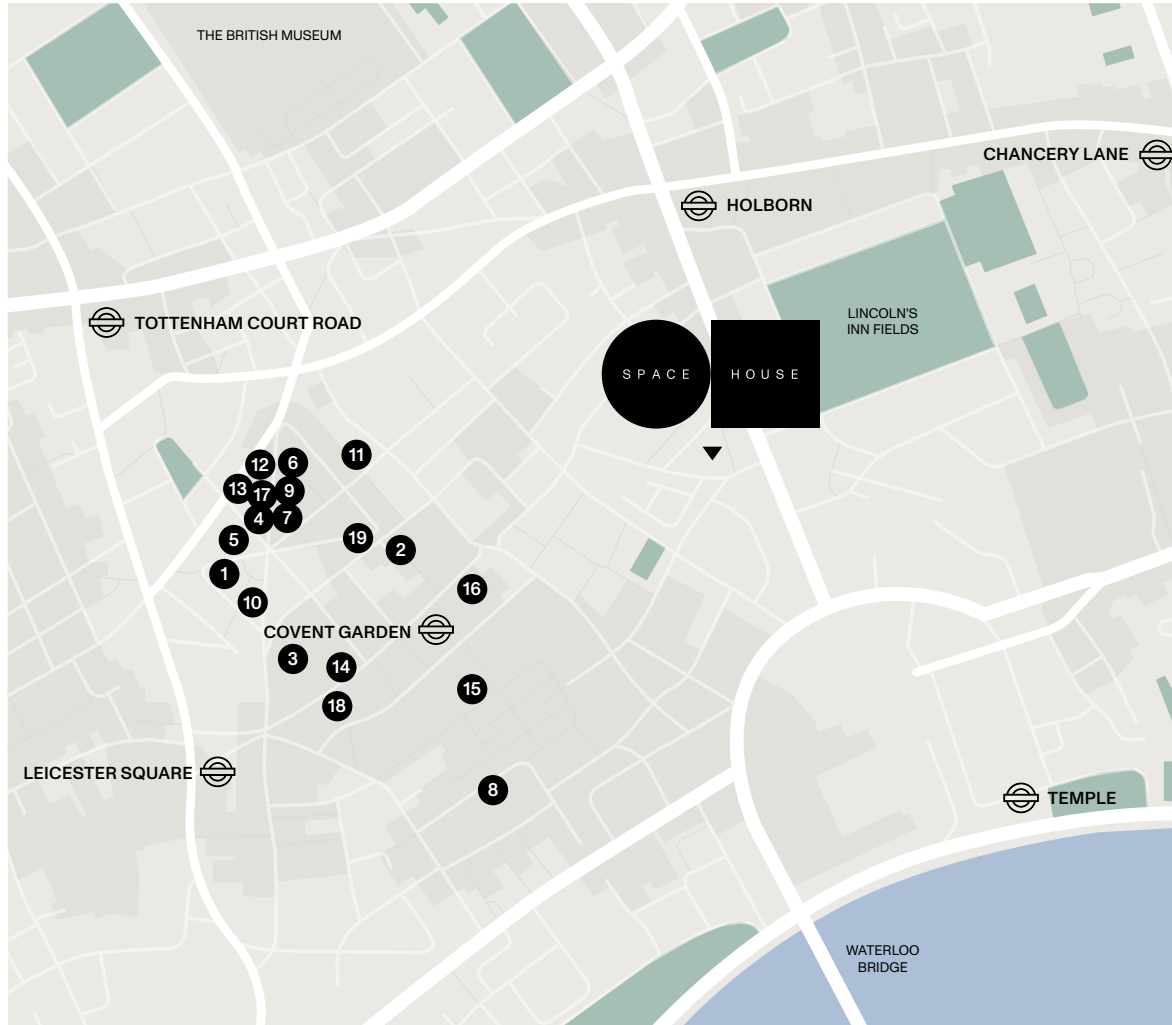 THE BRITISH MUSEUM
CHANCERY LANE
HOLBORN
TOTTENHAM COURT ROAD
LINCOLN'S
INN FIELDS
SPACE HOUSE
11
12
6
13
17
9
4
7
5
19
2
1
16
10
COVENT GARDEN
3
14
15
18
LEICESTER SQUARE
8
TEMPLE
WATERLOO
BRIDGE